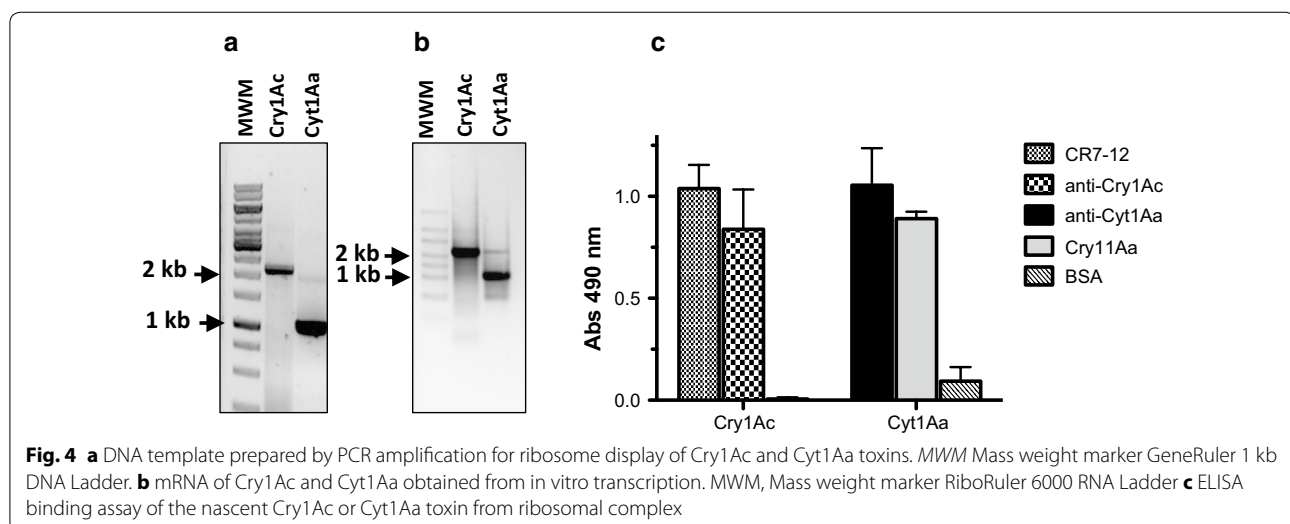 a
MWM
Cry1Ac
Cyt1Aa
2 kb
1 kb
b
MWM
Cry1Ac
Cyt1Aa
2 kb
1 kb
c
Abs 490 nm
1.0
0.5
0.0
Cry1Ac
Cyt1Aa
CR7-12
anti-Cry1Ac
anti-Cyt1Aa
Cry11Aa
BSA
Fig. 4 a DNA template prepared by PCR amplification for ribosome display of Cry1Ac and Cyt1Aa toxins. MWM Mass weight marker GeneRuler 1 kb
DNA Ladder. b mRNA of Cry1Ac and Cyt1Aa obtained from in vitro transcription. MWM, Mass weight marker RiboRuler 6000 RNA Ladder c ELISA
binding assay of the nascent Cry1Ac or Cyt1Aa toxin from ribosomal complex